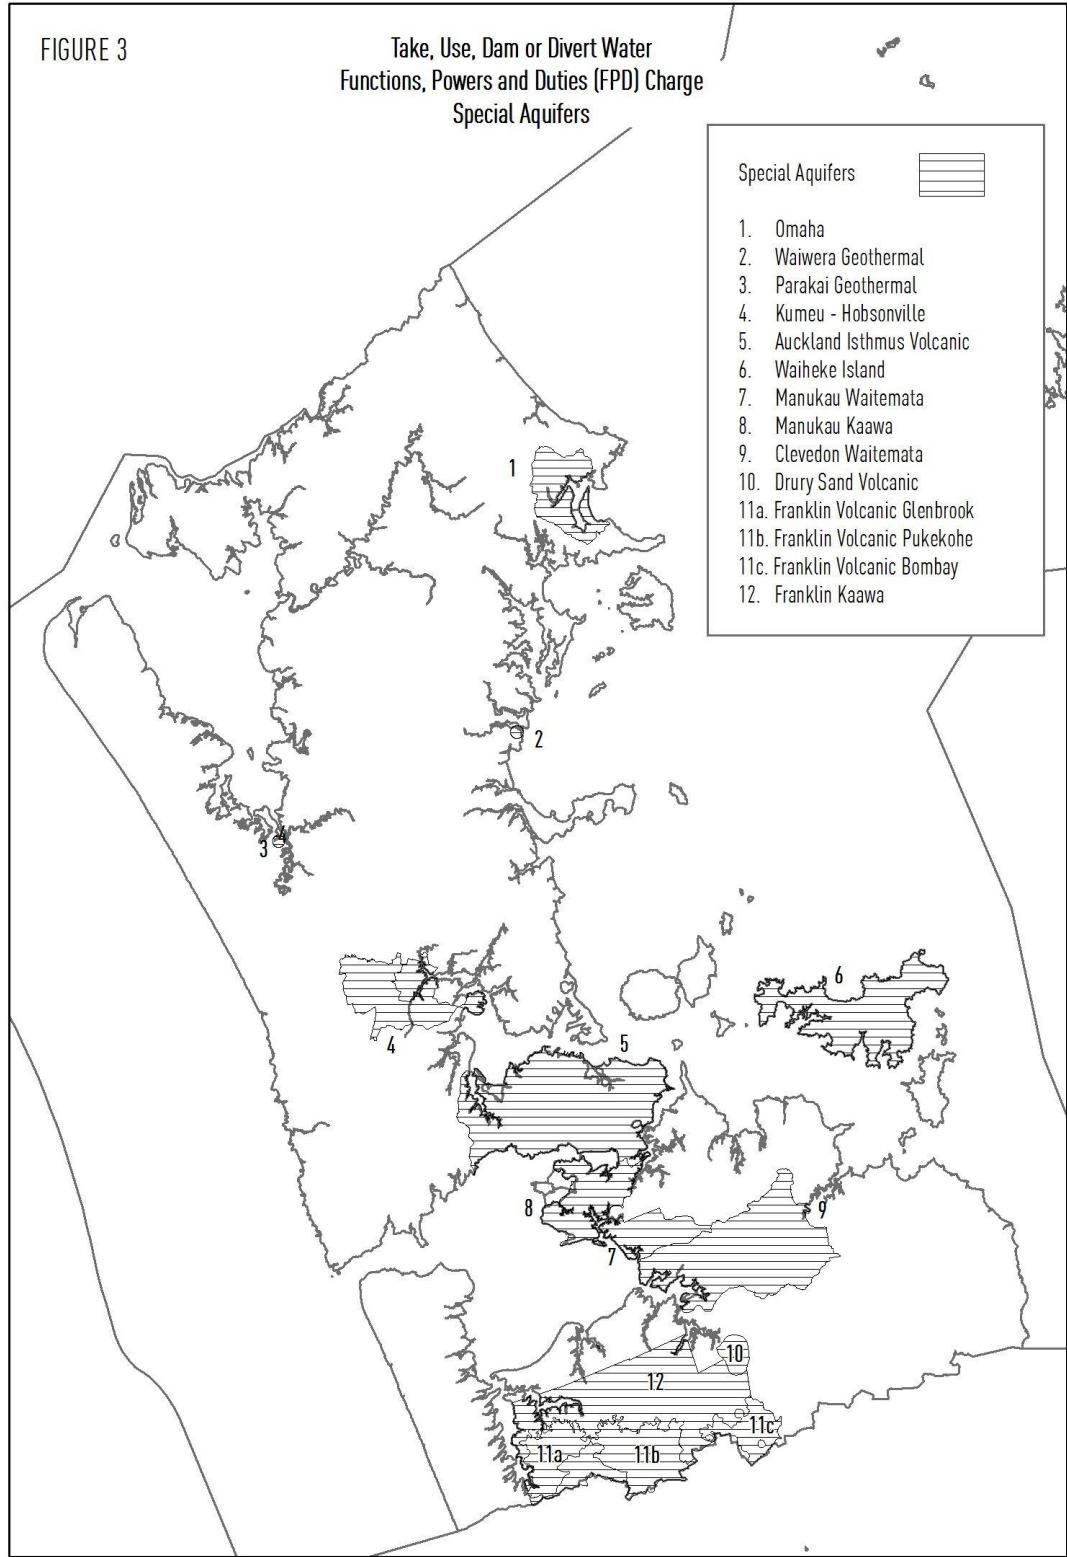 FIGURE 3
Take, Use, Dam or Divert Water
Functions, Powers and Duties (FPD) Charge
Special Aquifers
Special Aquifers
1. Omaha
2. Waiwera Geothermal
3. Parakai Geothermal
4. Kumeu - Hobsonville
5. Auckland Isthmus Volcanic
6. Waiheke Island
7. Manukau Waitemata
8. Manukau Kaawa
9. Clevedon Waitemata
10. Drury Sand Volcanic
11a. Franklin Volcanic Glenbrook
11b. Franklin Volcanic Pukekohe
11c. Franklin Volcanic Bombay
12. Franklin Kaawa
1
2
4
3
6
4
5
8
9
7
10
12
11c
11a
11b